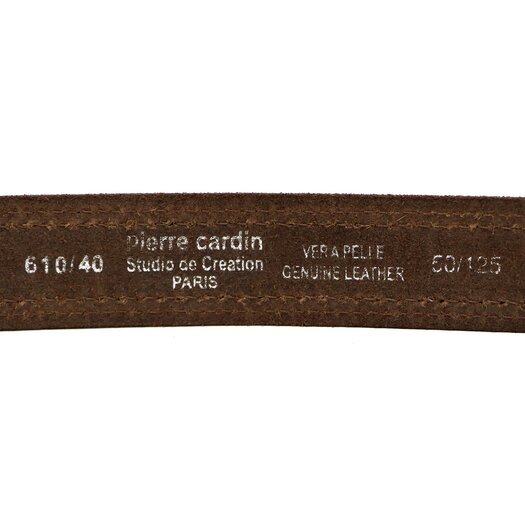 610/40
pierre cardin
Studio de Creation
PARIS
VERA PELLE
GENUINE LEATHER
50/125